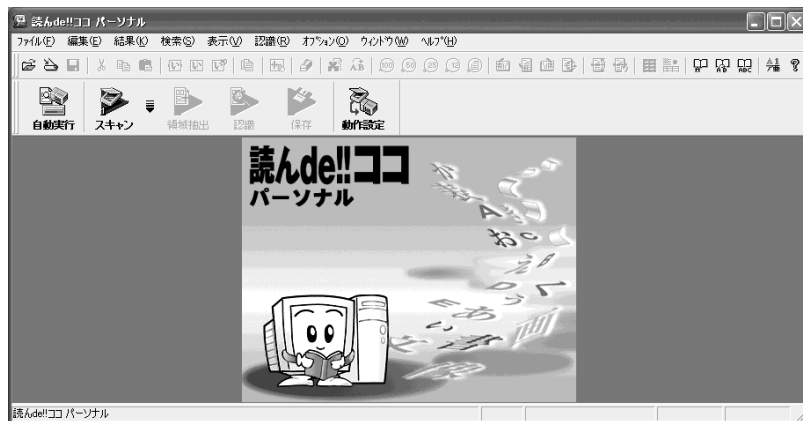 読んde!!ココ パーソナル
ファイル(F) 編集(E) 結果(K) 検索(S) 表示(V) 認識(R) オプション(O) ウィンドウ(W) ヘルプ(H)
自動実行 スキャン 領域抽出 認識 保存 動作設定
読んde!!ココ
パーソナル
読んde!!ココ パーソナル